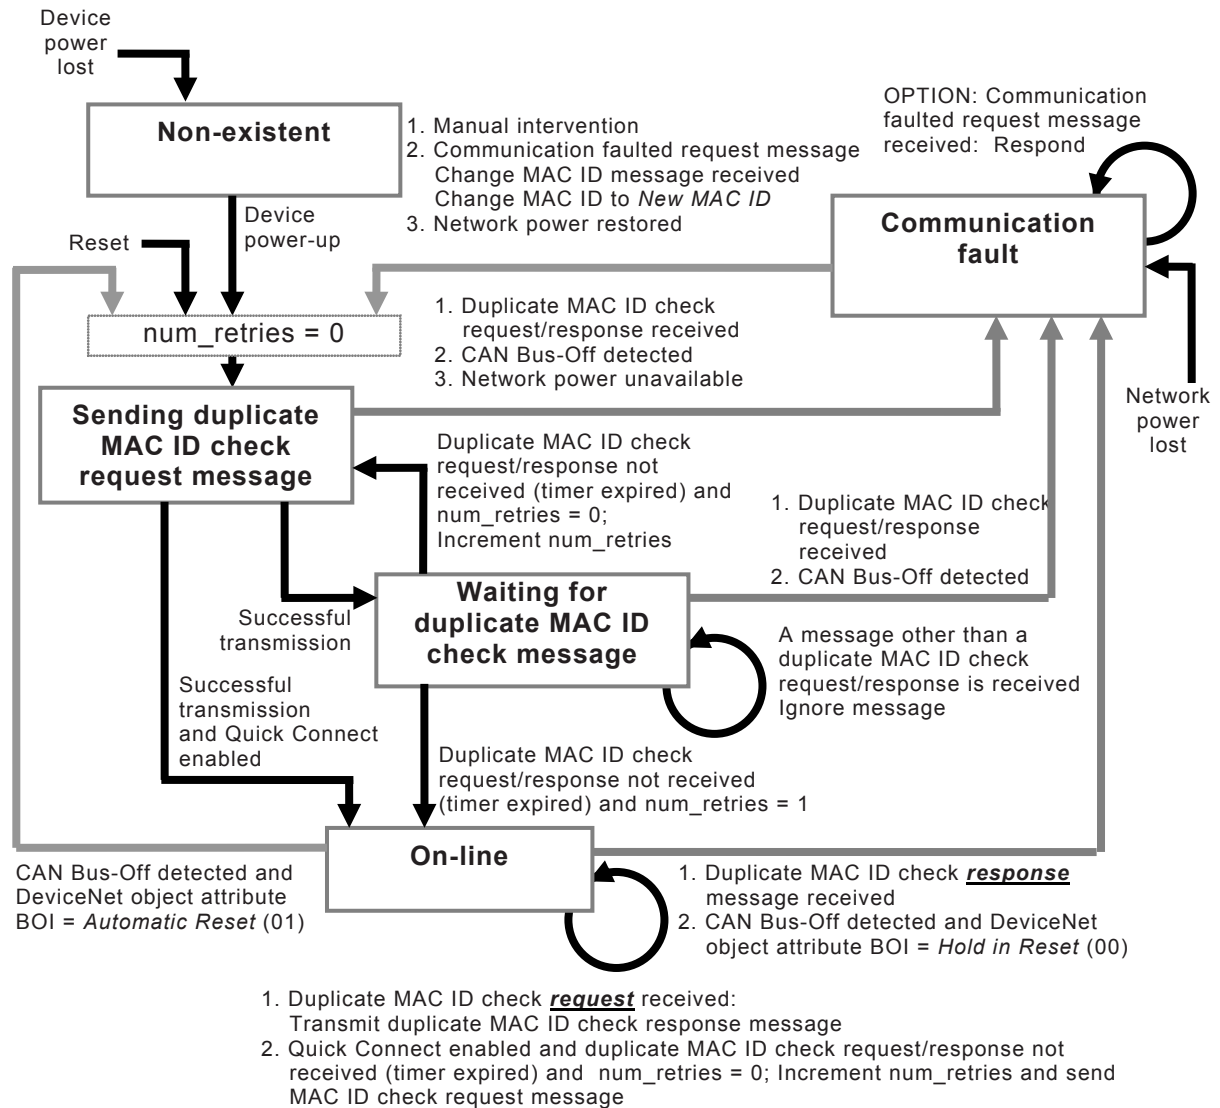 Device
power
lost
Non-existent
1. Manual intervention
2. Communication faulted request message
Change MAC ID message received
Change MAC ID to New MAC ID
3. Network power restored
OPTION: Communication
faulted request message
received: Respond
Communication
fault
Device
power-up
Reset
num_retries = 0
1. Duplicate MAC ID check
request/response received
2. CAN Bus-Off detected
3. Network power unavailable
Network
power
lost
Sending duplicate
MAC ID check
request message
Duplicate MAC ID check
request/response not
received (timer expired) and
num_retries = 0;
Increment num_retries
1. Duplicate MAC ID check
request/response
received
2. CAN Bus-Off detected
Successful
transmission
Waiting for
duplicate MAC ID
check message
A message other than a
duplicate MAC ID check
request/response is received
Ignore message
Successful
transmission
and Quick Connect
enabled
Duplicate MAC ID check
request/response not received
(timer expired) and num_retries = 1
On-line
CAN Bus-Off detected and
DeviceNet object attribute
BOI = Automatic Reset (01)
1. Duplicate MAC ID check response
message received
2. CAN Bus-Off detected and DeviceNet
object attribute BOI = Hold in Reset (00)
1. Duplicate MAC ID check request received:
Transmit duplicate MAC ID check response message
2. Quick Connect enabled and duplicate MAC ID check request/response not
received (timer expired) and num_retries = 0; Increment num_retries and send
MAC ID check request message